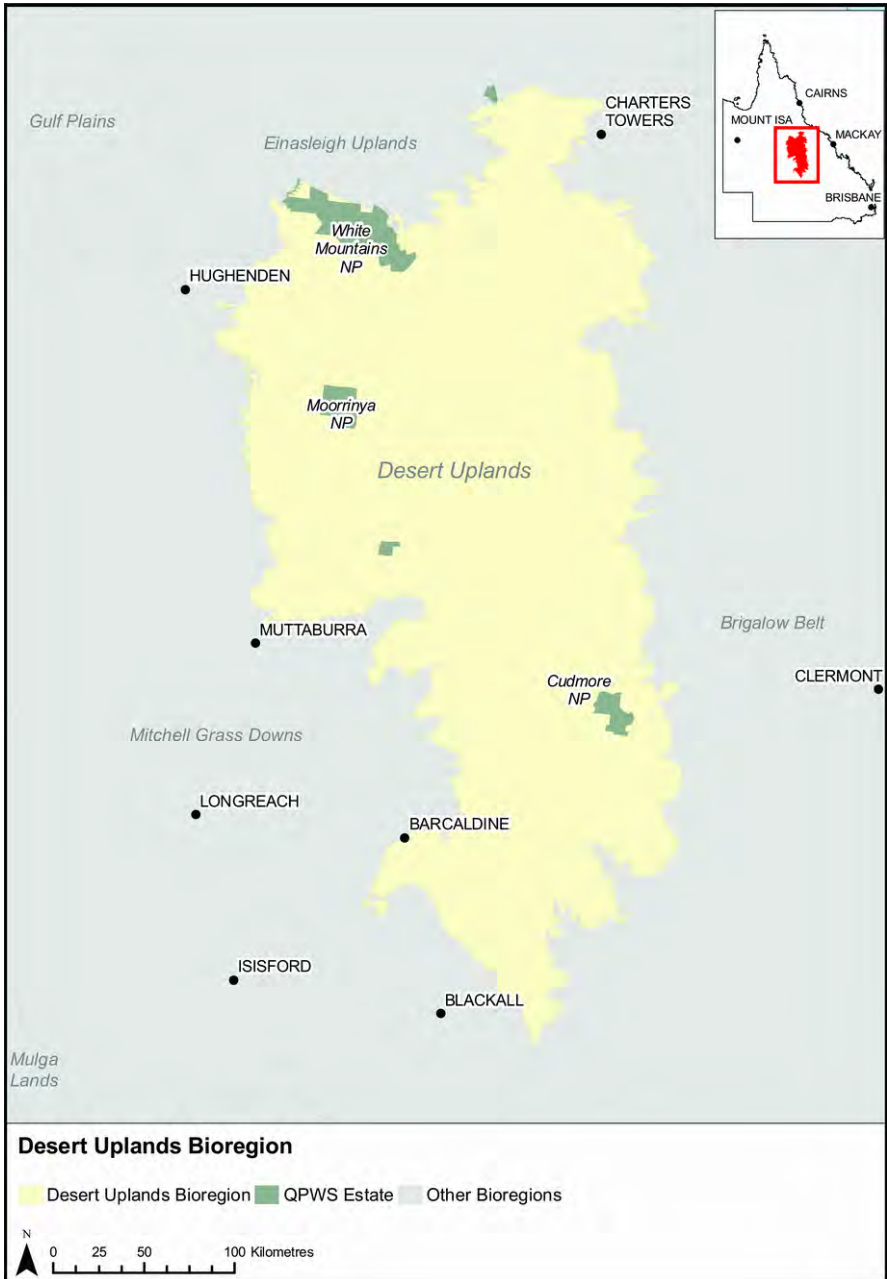 CAIRNS
MOUNT ISA
MACKAY
BRISBANE
CHARTERS
TOWERS
Gulf Plains
Einasleigh Uplands
White
Mountains
NP
HUGHENDEN
Moorrinya
NP
Desert Uplands
MUTTABURRA
Brigalow Belt
CLERMONT
Cudmore
NP
Mitchell Grass Downs
LONGREACH
BARCALDINE
ISISFORD
BLACKALL
Mulga
Lands
Desert Uplands Bioregion
Desert Uplands Bioregion QPWS Estate Other Bioregions
N
0 25 50 100 Kilometres